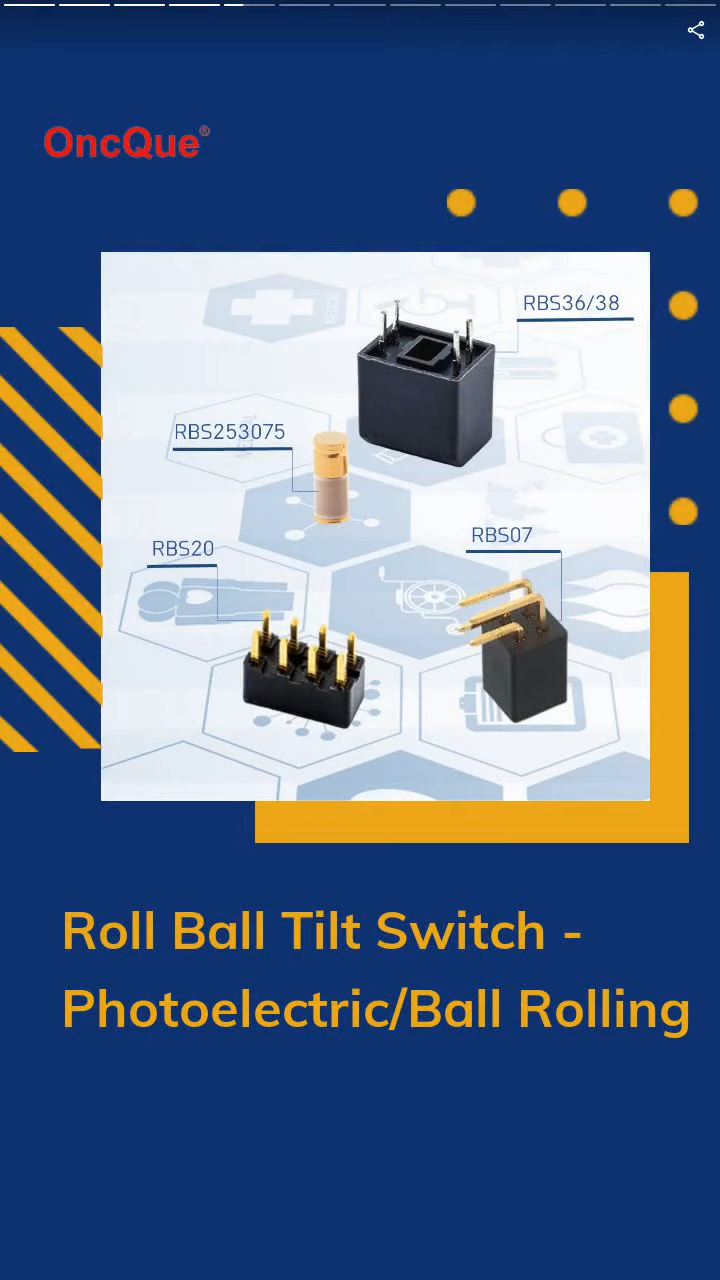 OncQue®
RBS36/38
RBS253075
RBS20
RBS07
Roll Ball Tilt Switch -
Photoelectric/Ball Rolling